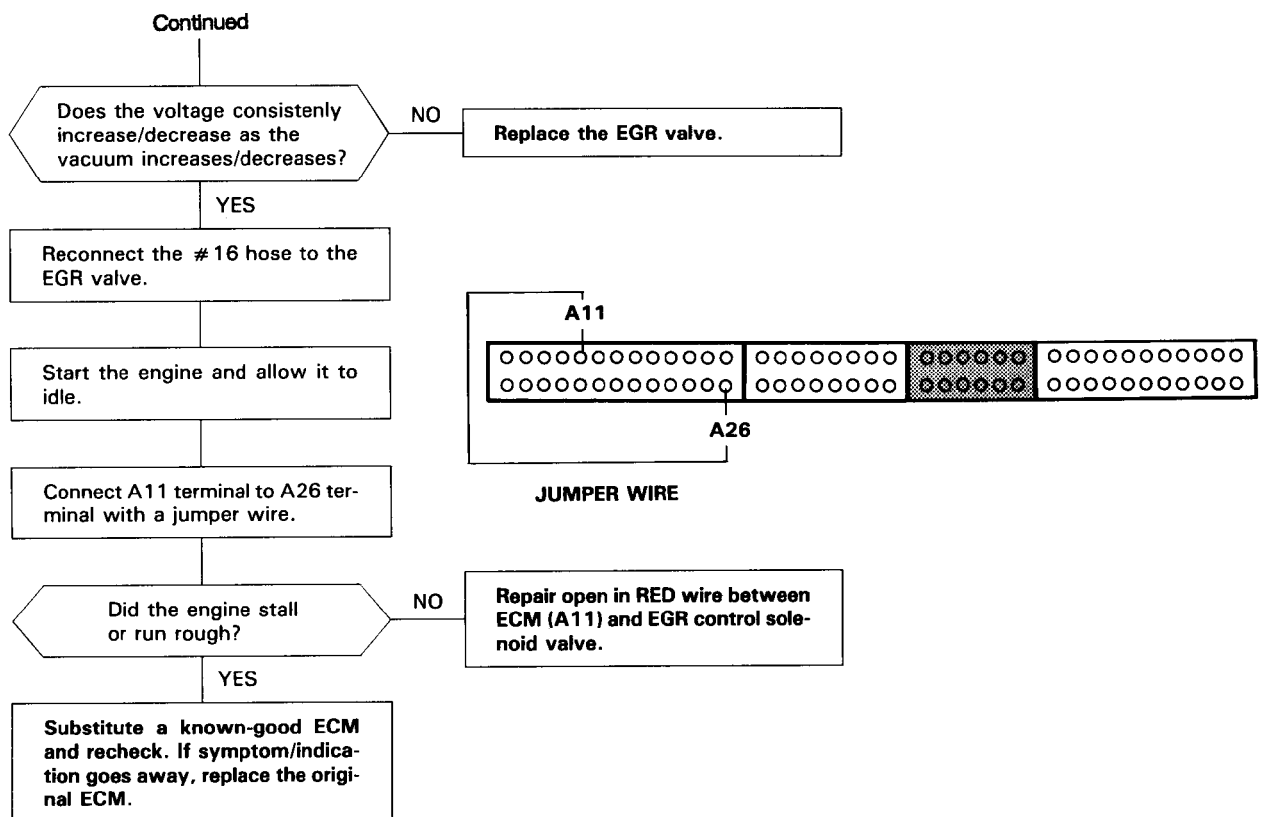 Continued
Does the voltage consistenly
increase/decrease as the
vacuum increases/decreases?
NO
Replace the EGR valve.
YES
Reconnect the #16 hose to the
EGR valve.
Start the engine and allow it to
idle.
Connect A11 terminal to A26 ter-
minal with a jumper wire.
A11
A26
JUMPER WIRE
Did the engine stall
or run rough?
NO
Repair open in RED wire between
ECM (A11) and EGR control sole-
noid valve.
YES
Substitute a known-good ECM
and recheck. If symptom/indica-
tion goes away, replace the origi-
nal ECM.